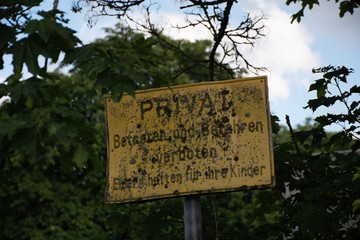 PRIVAT
Betreten und Befahren
verboten
Eltern haften für ihre Kinder